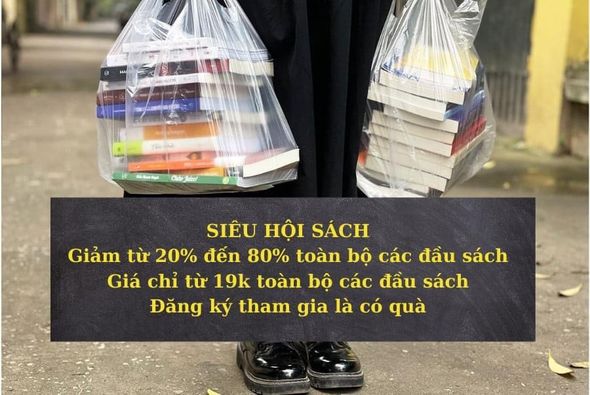 SIÊU HỘI SÁCH
Giảm từ 20% đến 80% toàn bộ các đầu sách
Giá chỉ từ 19k toàn bộ các đầu sách
Đăng ký tham gia là có quà